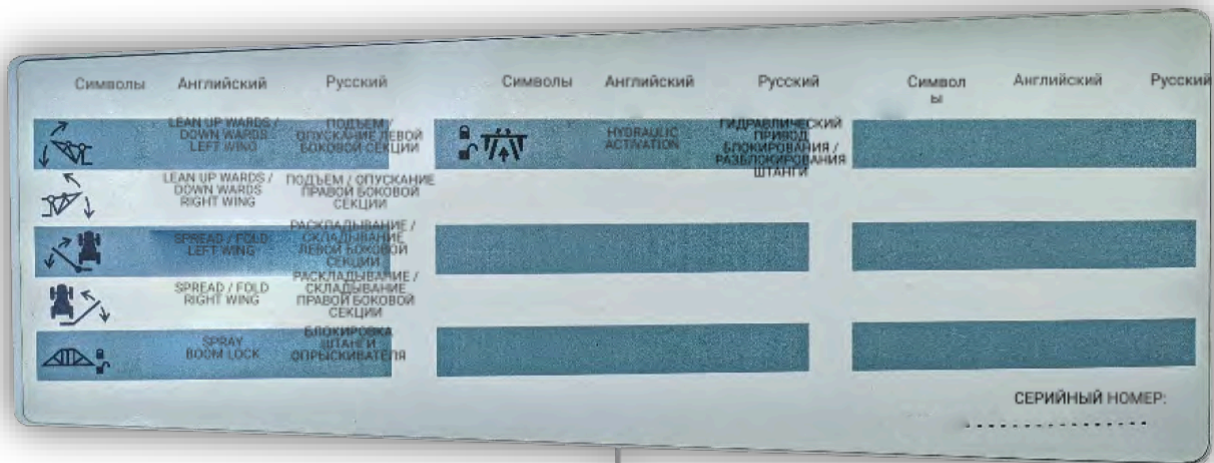 Символы Английский Русский Символы Английский Русский Символ Английский Русский
ы
LEAN UP WARDS /
DOWN WARDS
LEFT WING
ПОДЪЕМ /
ОПУСКАНИЕ ЛЕВОЙ
БОКОВОЙ СЕКЦИИ
HYDRAULIC
ACTIVATION
ГИДРАВЛИЧЕСКИЙ
ПРИВОД
БЛОКИРОВАНИЯ /
РАЗБЛОКИРОВАНИЯ
ШТАНГИ
LEAN UP WARDS /
DOWN WARDS
RIGHT WING
ПОДЪЕМ / ОПУСКАНИЕ
ПРАВОЙ БОКОВОЙ
СЕКЦИИ
SPREAD / FOLD
LEFT WING
РАСКЛАДЫВАНИЕ /
СКЛАДЫВАНИЕ
ЛЕВОЙ БОКОВОЙ
СЕКЦИИ
SPREAD / FOLD
RIGHT WING
РАСКЛАДЫВАНИЕ /
СКЛАДЫВАНИЕ
ПРАВОЙ БОКОВОЙ
СЕКЦИИ
SPRAY
BOOM LOCK
БЛОКИРОВКА
ШТАНГИ
ОПРЫСКИВАТЕЛЯ
СЕРИЙНЫЙ НОМЕР: